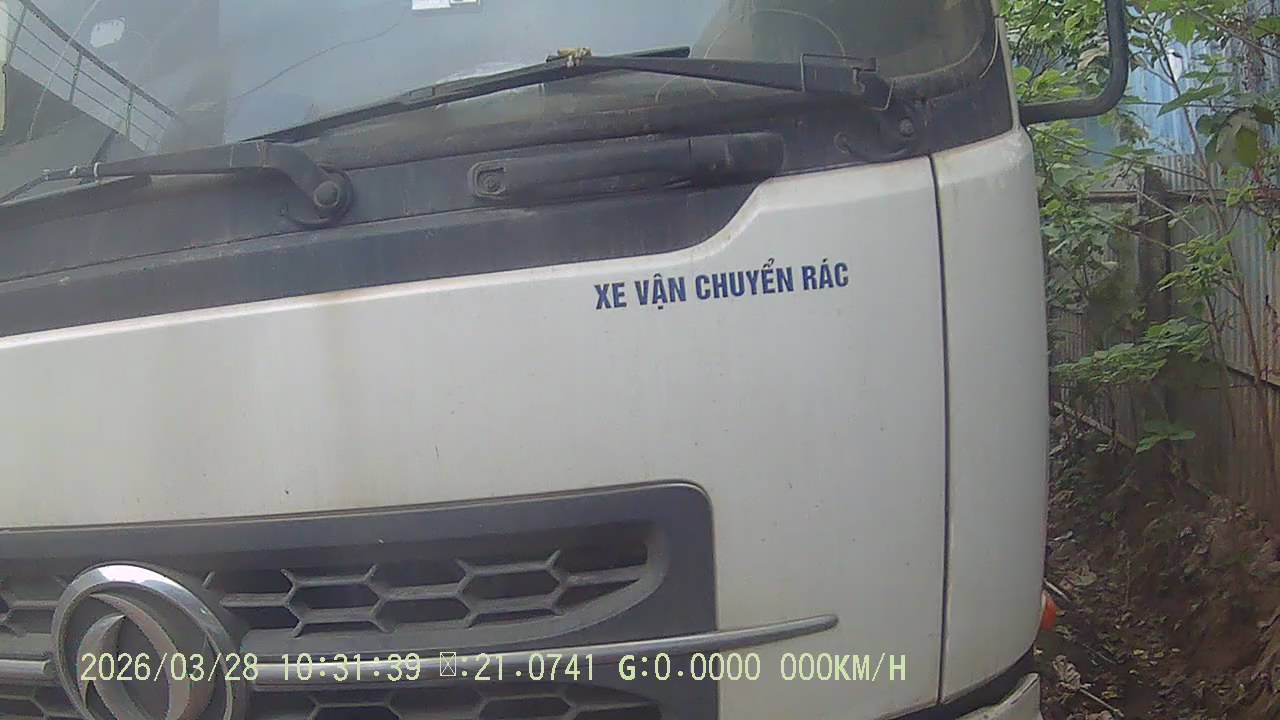 XE VẬN CHUYỂN RÁC
2026/03/28 10:31:39 :21.0741 G:0.0000 000KM/H